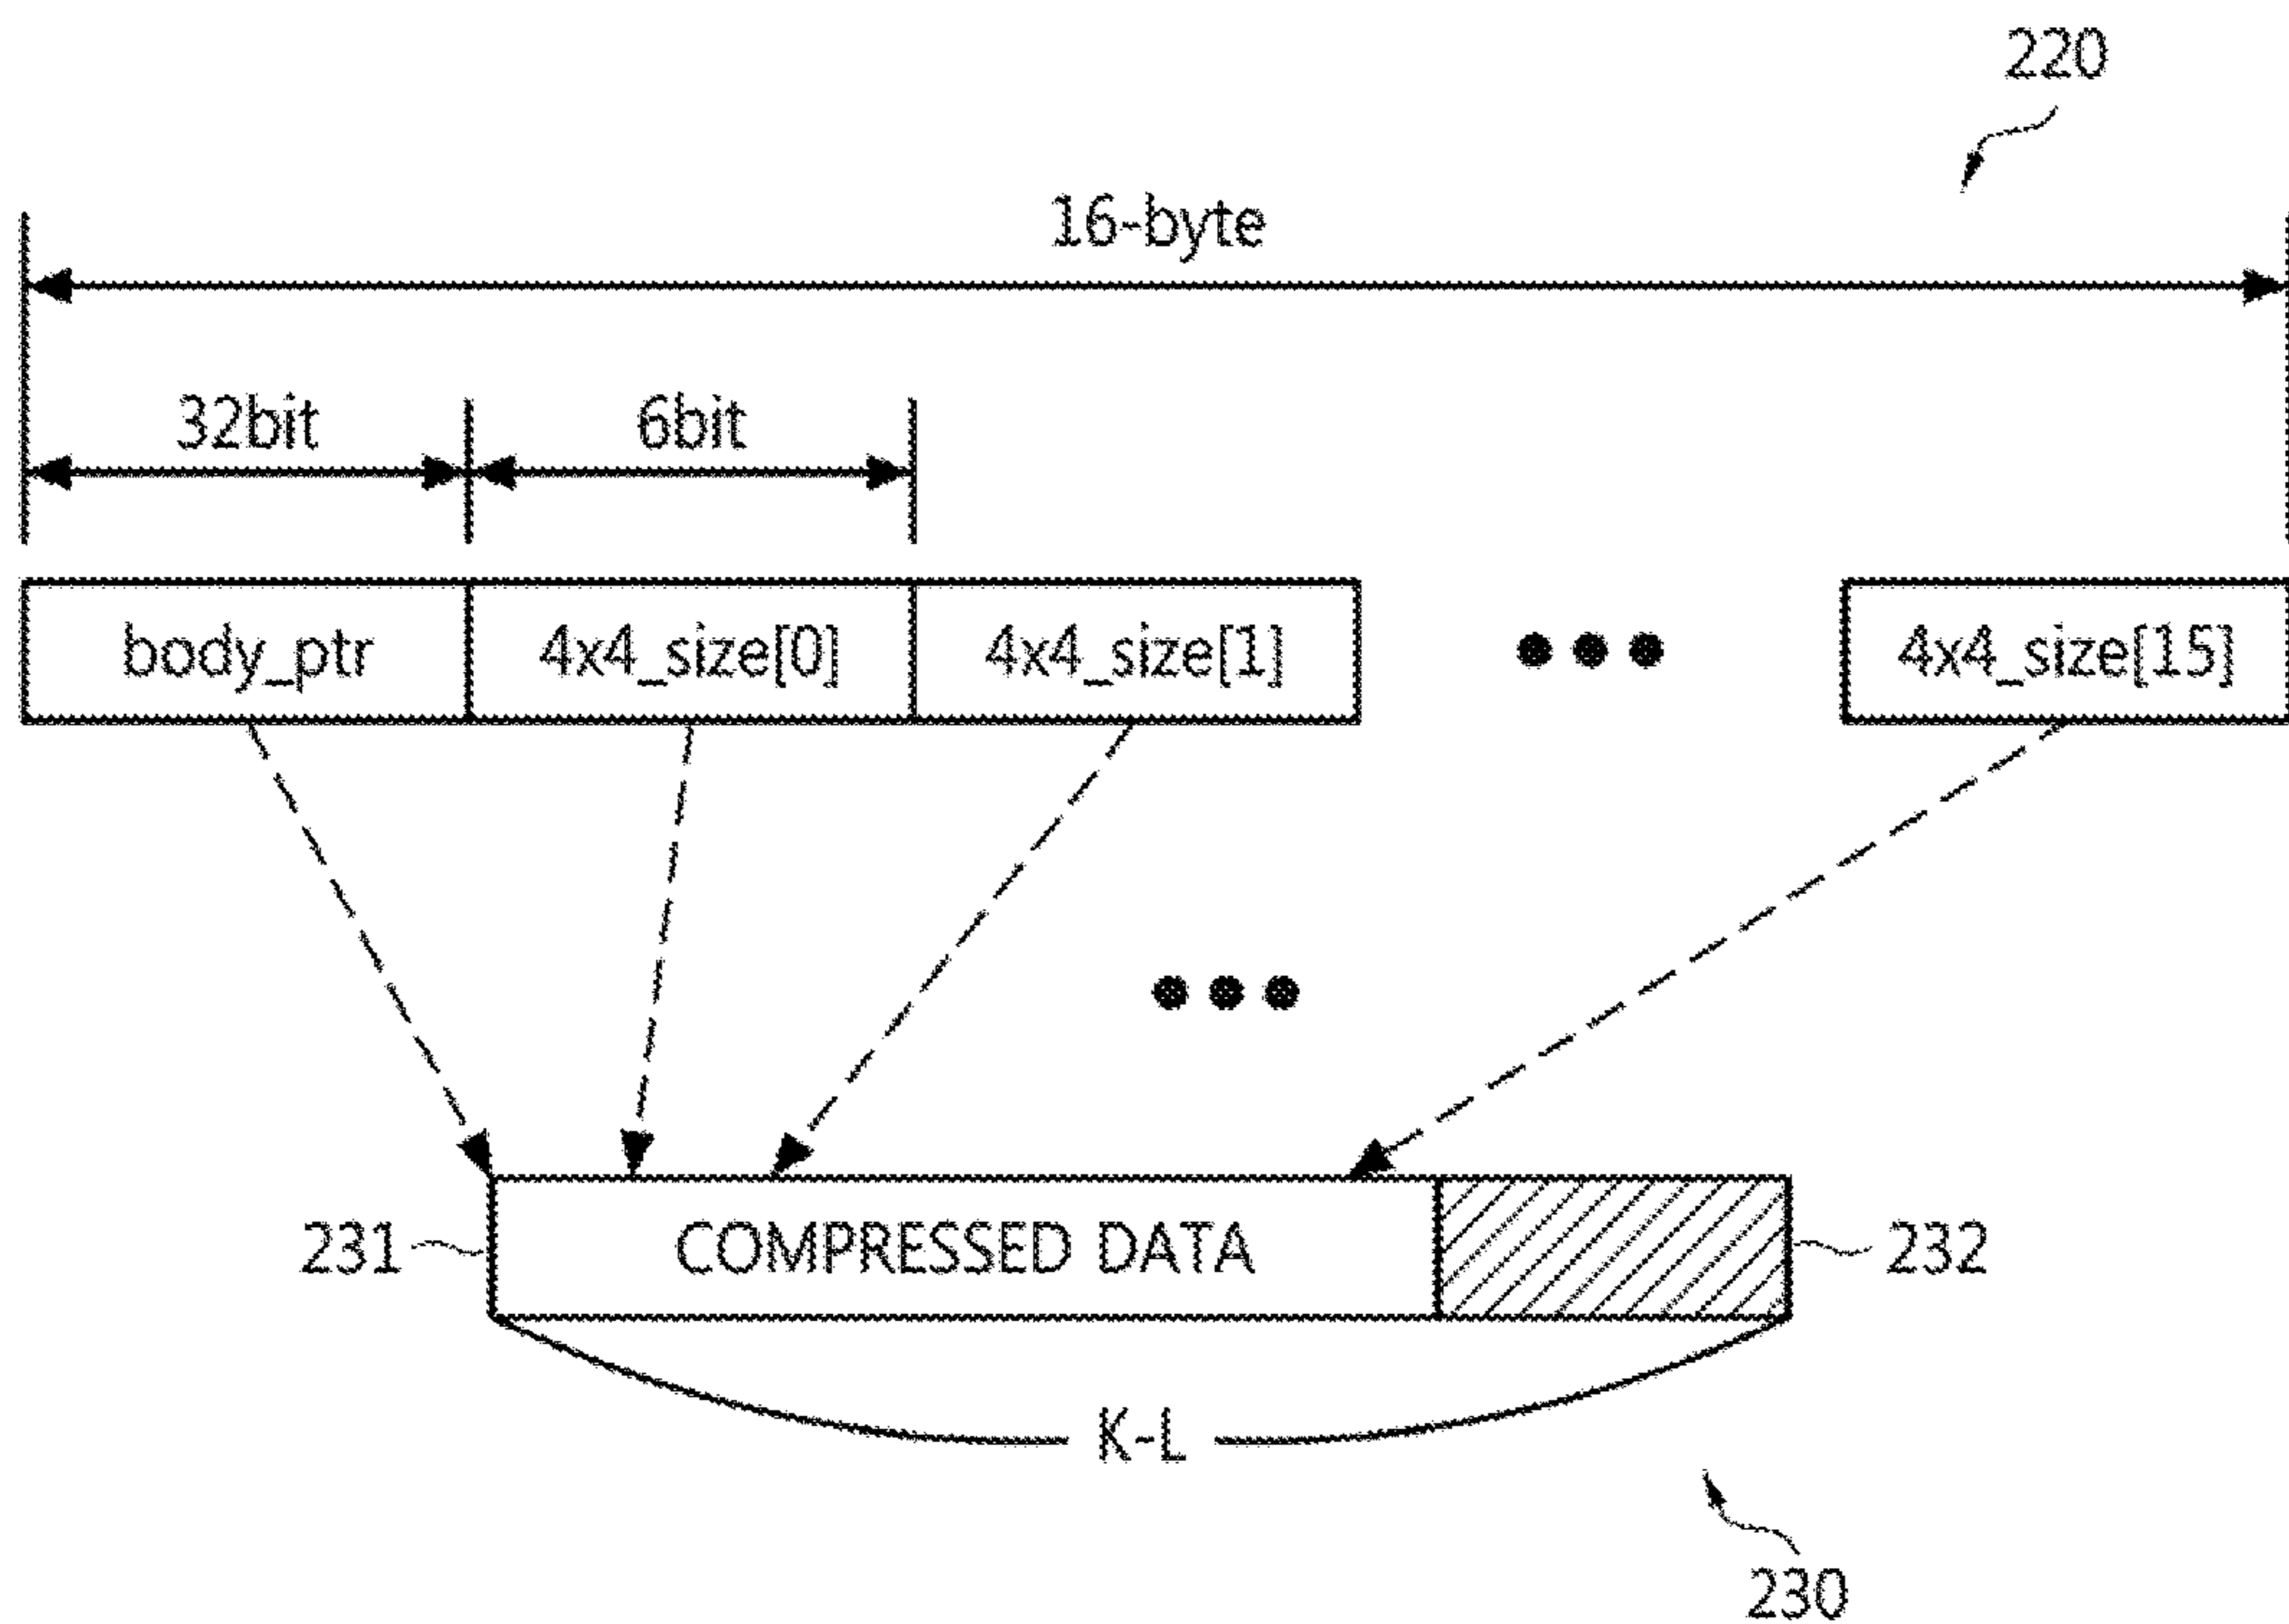 220
16-byte
32bit
6bit
body_ptr
4x4_size[0]
4x4_size[1]
4x4_size[15]
231
COMPRESSED DATA
232
K-L
230